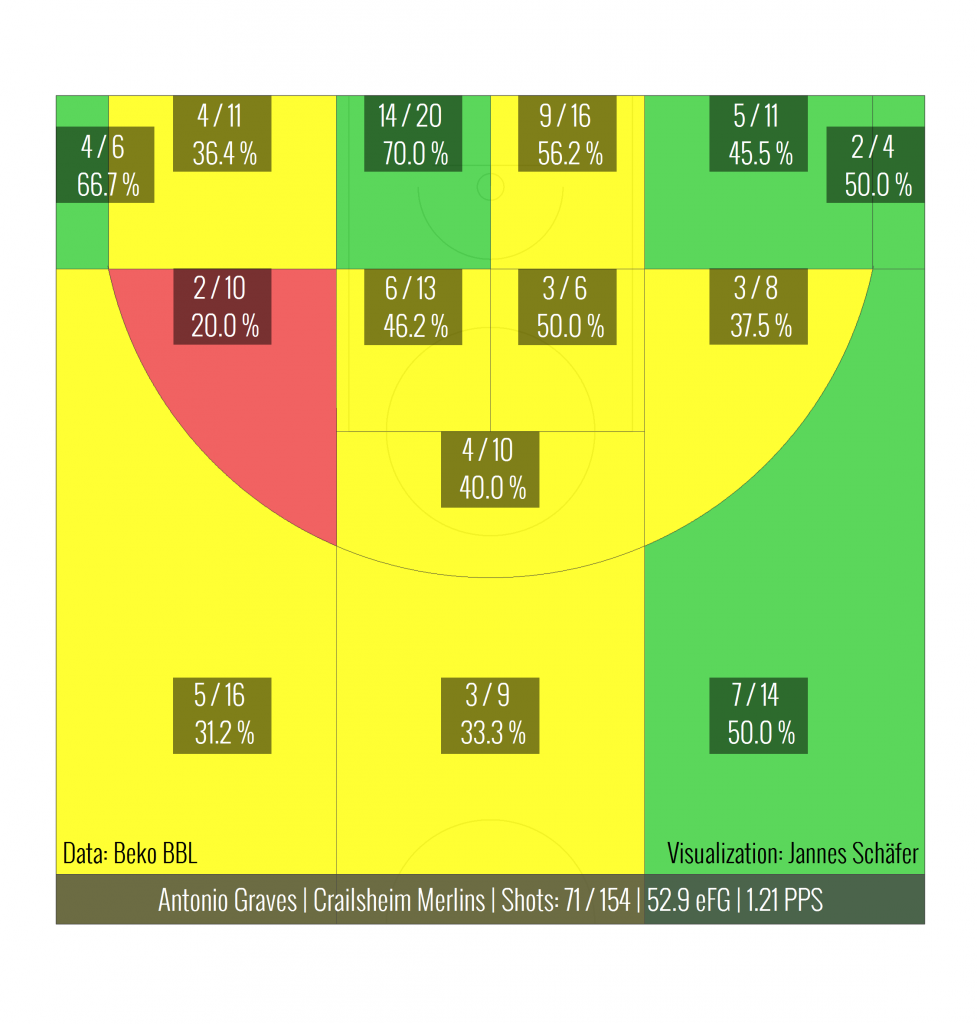 4 / 11
36.4 %
14 / 20
70.0 %
9 / 16
56.2 %
5 / 11
45.5 %
4 / 6
66.7 %
2 / 4
50.0 %
2 / 10
20.0 %
6 / 13
46.2 %
3 / 6
50.0 %
3 / 8
37.5 %
4 / 10
40.0 %
5 / 16
31.2 %
3 / 9
33.3 %
7 / 14
50.0 %
Data: Beko BBL
Visualization: Jannes Schäfer
Antonio Graves | Crailsheim Merlins | Shots: 71 / 154 | 52.9 eFG | 1.21 PPS